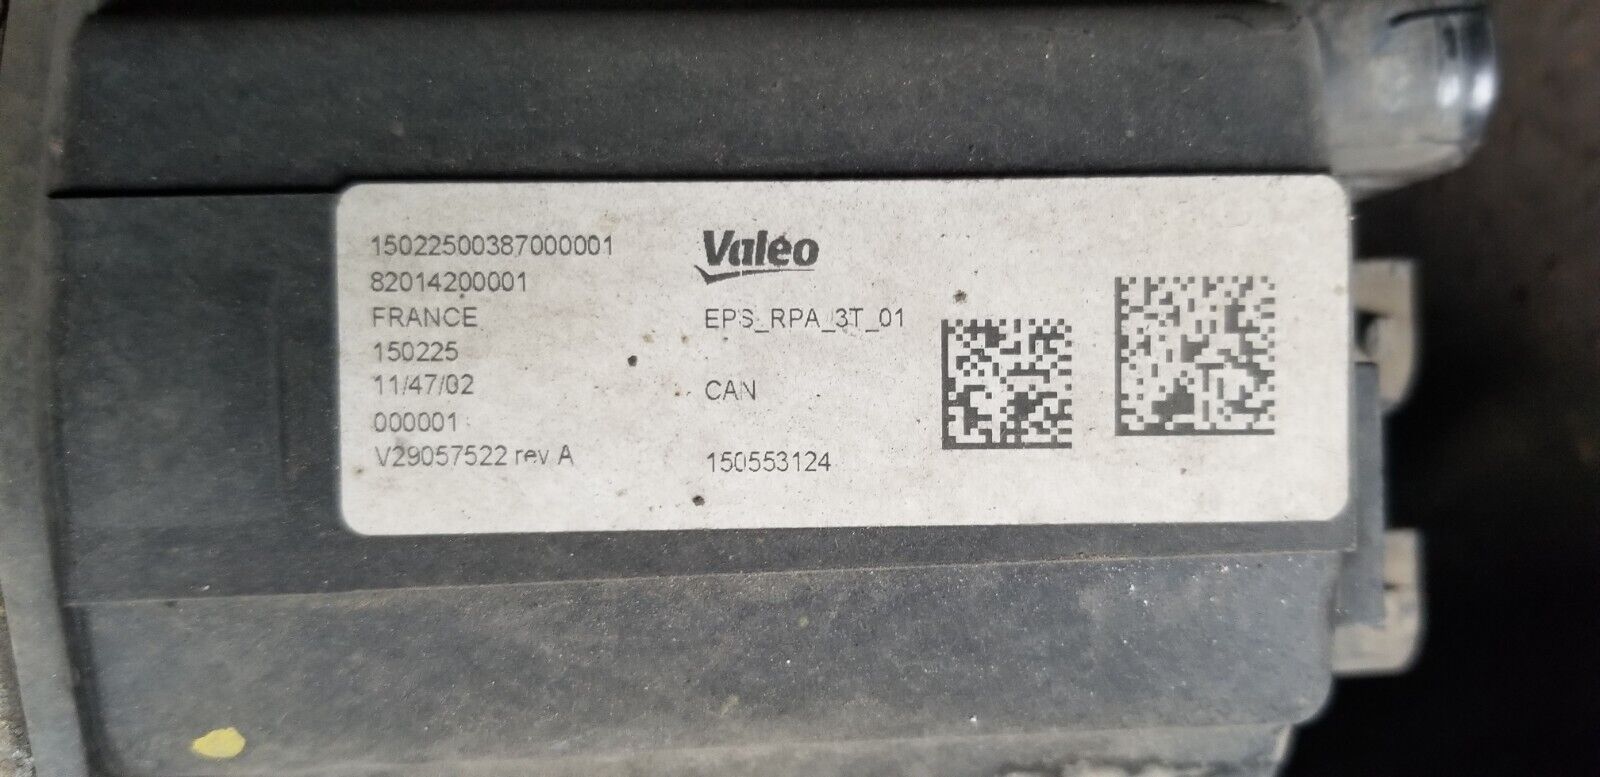 15022500387000001
82014200001
FRANCE
150225
11/47/02
000001
V29057522 rev A
Valeo
EPS_RPA_3T_01
CAN
150553124